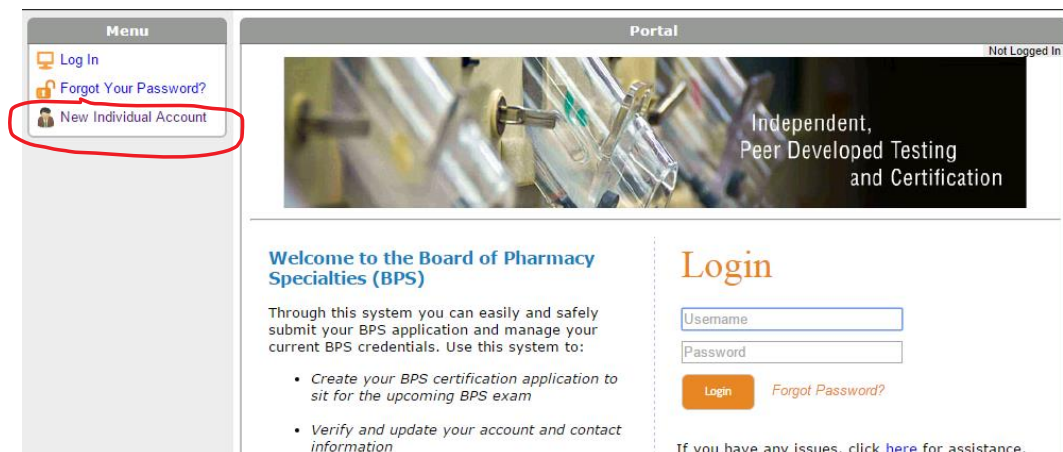 Menu
Log In
Forgot Your Password?
New Individual Account
Portal
Not Logged In
Independent,
Peer Developed Testing
and Certification
Welcome to the Board of Pharmacy
Specialties (BPS)
Through this system you can easily and safely
submit your BPS application and manage your
current BPS credentials. Use this system to:
• Create your BPS certification application to
sit for the upcoming BPS exam
• Verify and update your account and contact
information
Login
Username
Password
Login Forgot Password?
If you have any issues, click here for assistance.